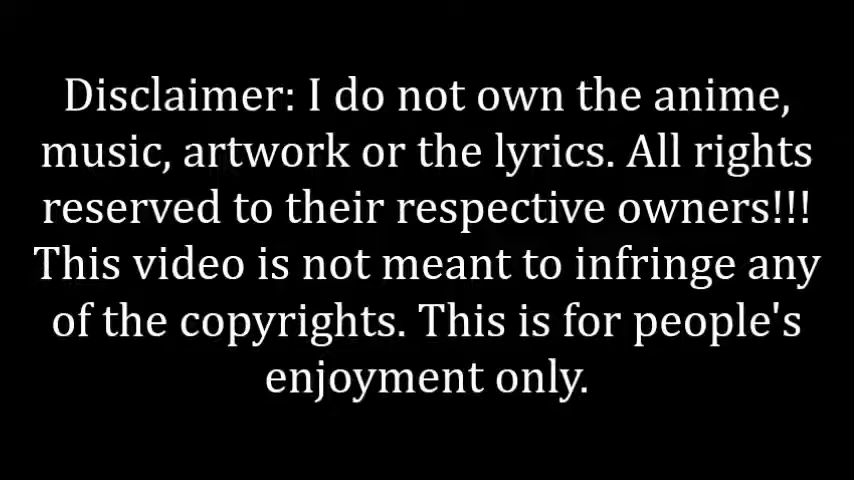 Disclaimer: I do not own the anime,
music, artwork or the lyrics. All rights
reserved to their respective owners!!!
This video is not meant to infringe any
of the copyrights. This is for people's
enjoyment only.